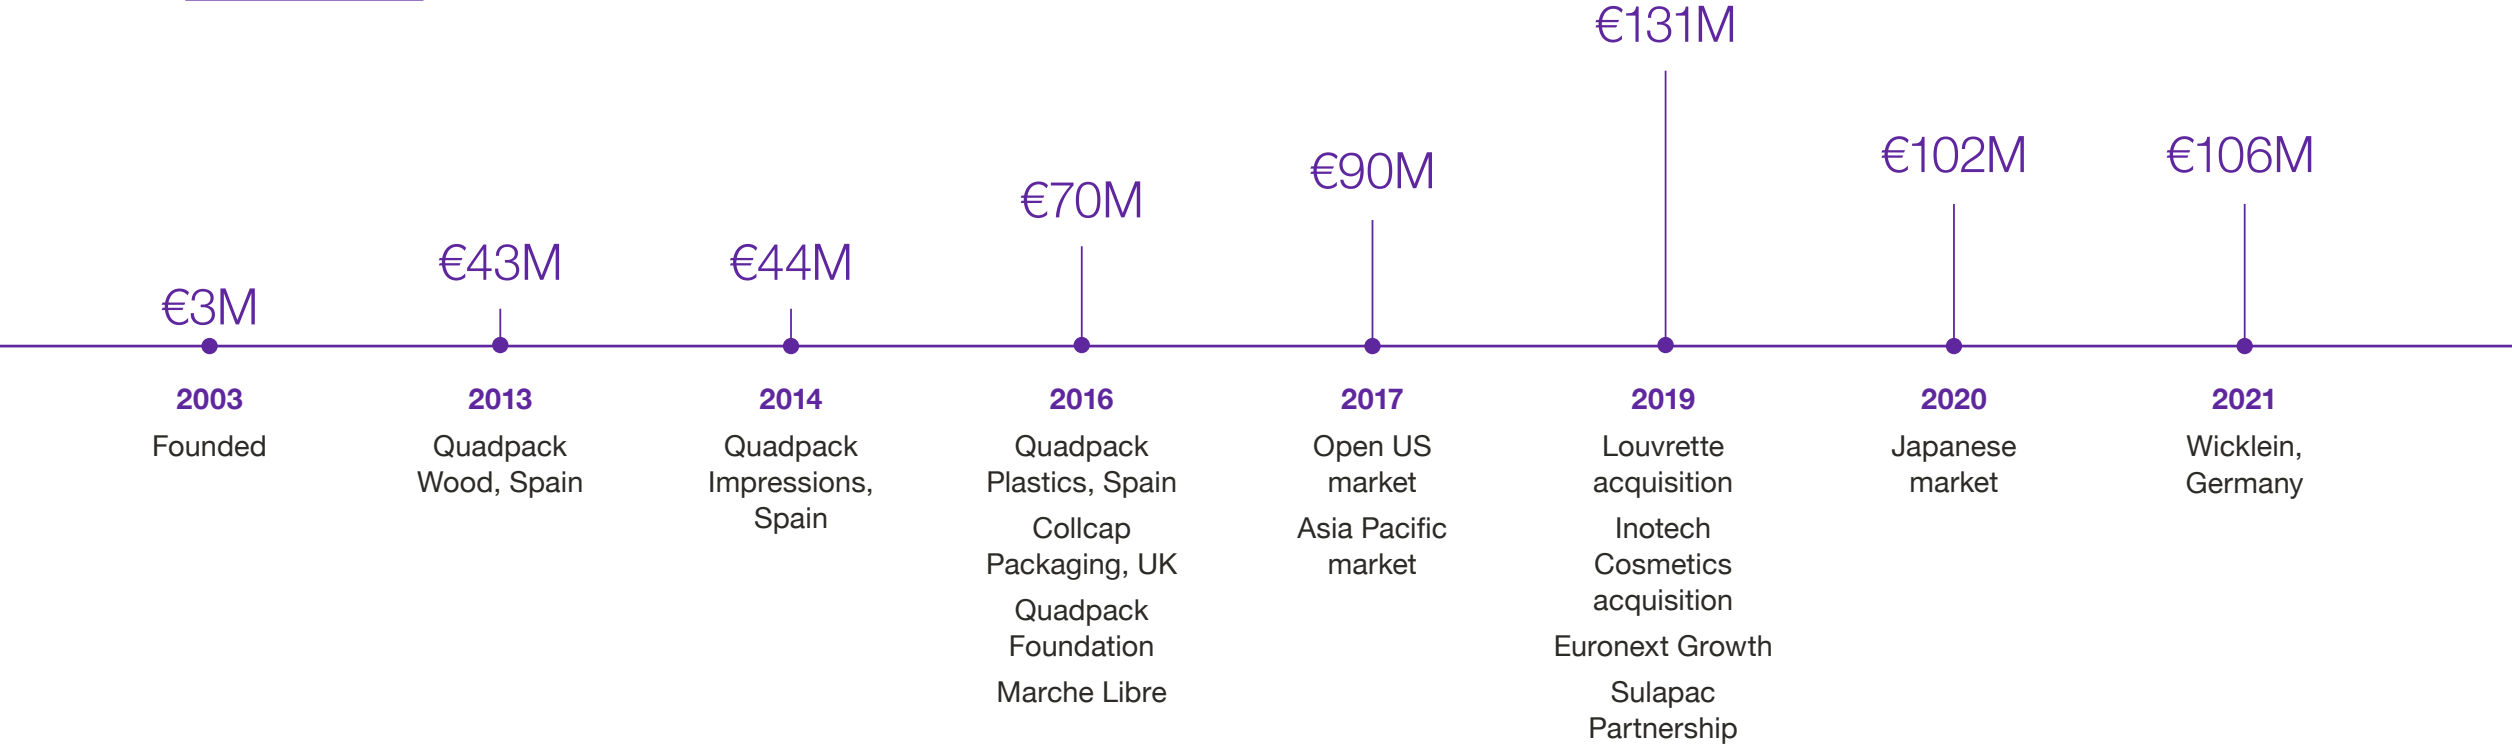 €3M
2003
Founded
€43M
2013
Quadpack
Wood, Spain
€44M
2014
Quadpack
Impressions,
Spain
€70M
2016
Quadpack
Plastics, Spain
Collcap
Packaging, UK
Quadpack
Foundation
Marche Libre
€90M
2017
Open US
market
Asia Pacific
market
€131M
2019
Louvrette
acquisition
Inotech
Cosmetics
acquisition
Euronext Growth
Sulapac
Partnership
€102M
2020
Japanese
market
€106M
2021
Wicklein,
Germany